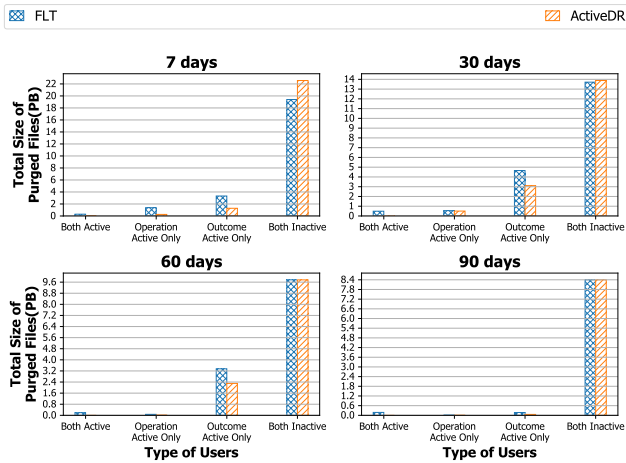 FLT
ActiveDR
7 days
30 days
Total Size of
Purged Files(PB)
22
20
18
16
14
12
10
8
6
4
2
0
Both Active
Operation
Active Only
Outcome
Active Only
Both Inactive
14
13
12
11
10
9
8
7
6
5
4
3
2
1
0
Both Active
Operation
Active Only
Outcome
Active Only
Both Inactive
60 days
90 days
Total Size of
Purged Files(PB)
9.6
8.8
8.0
7.2
6.4
5.6
4.8
4.0
3.2
2.4
1.6
0.8
0.0
Both Active
Operation
Active Only
Outcome
Active Only
Both Inactive
Type of Users
8.4
7.8
7.2
6.6
6.0
5.4
4.8
4.2
3.6
3.0
2.4
1.8
1.2
0.6
0.0
Both Active
Operation
Active Only
Outcome
Active Only
Both Inactive
Type of Users